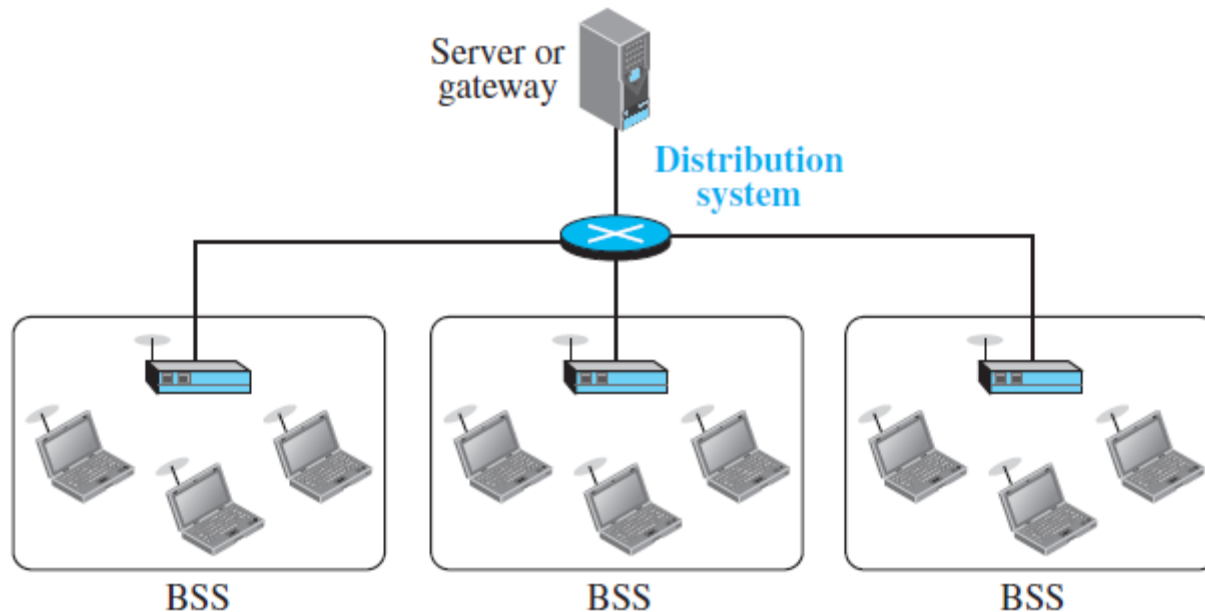 Server or
gateway
Distribution
system
BSS
BSS
BSS